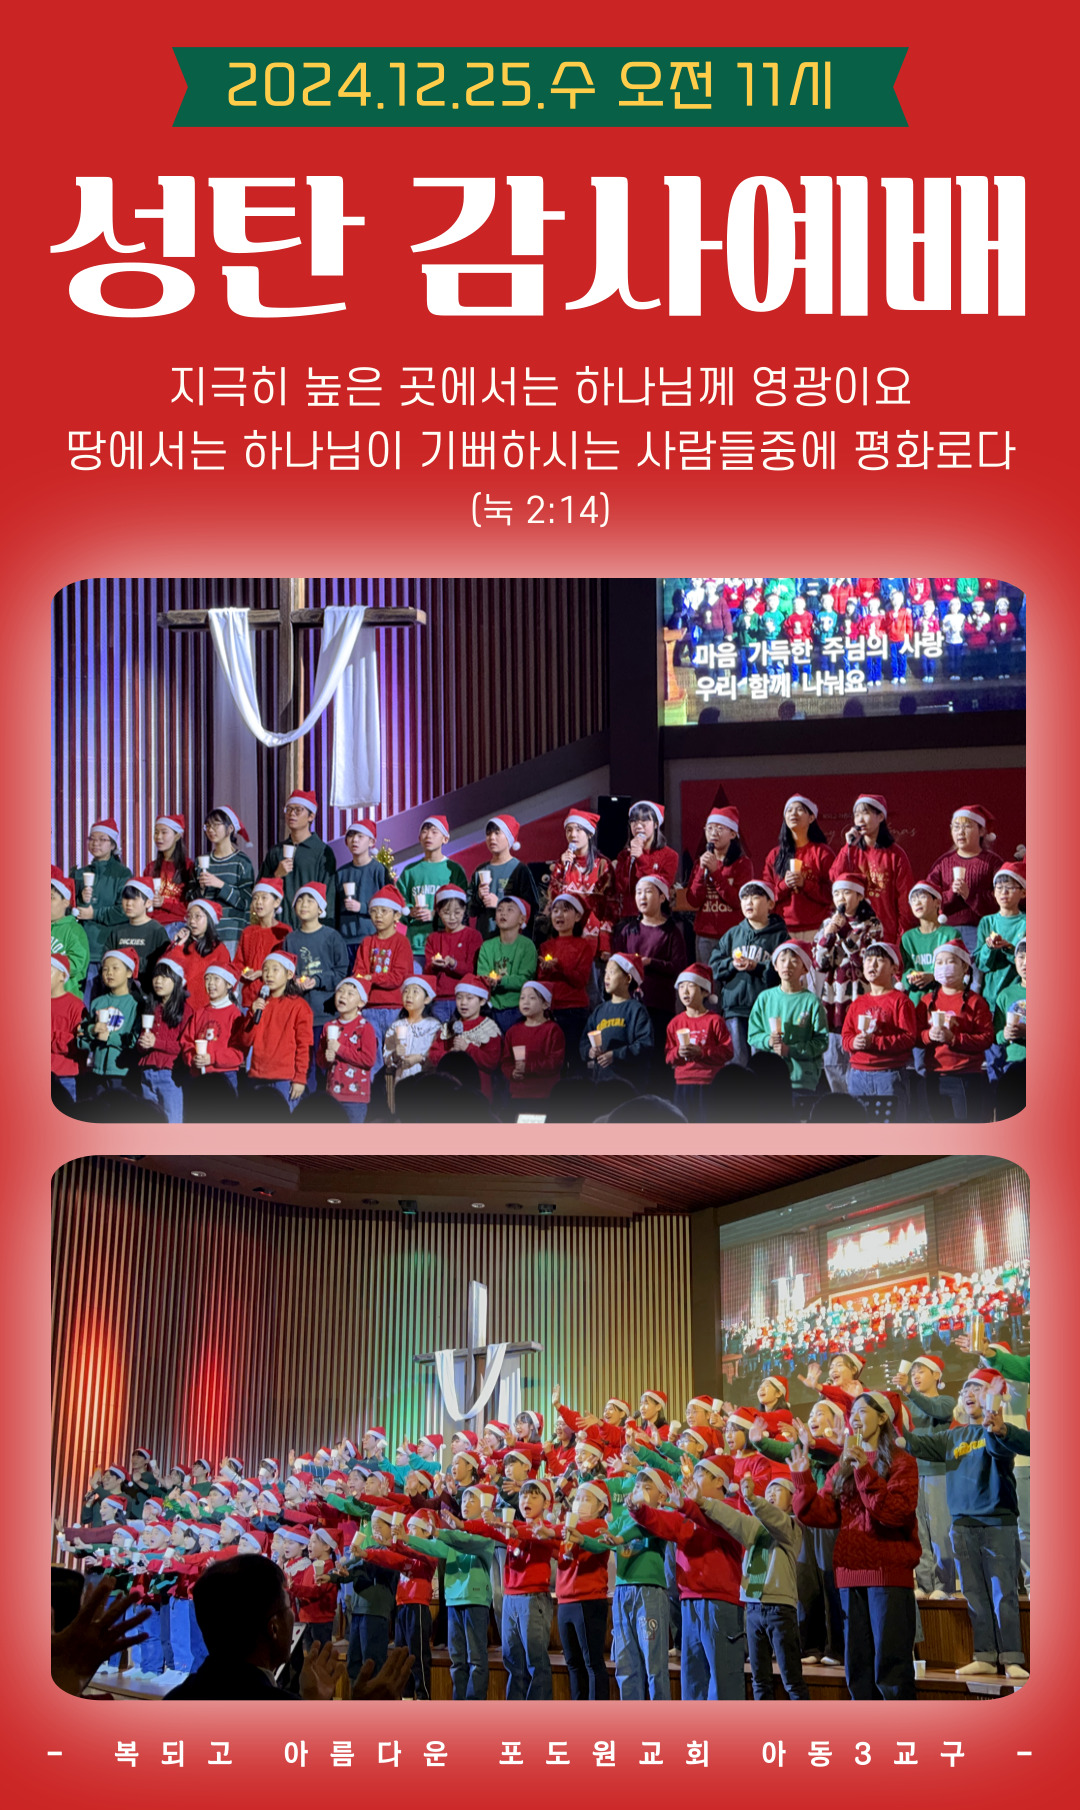 2024.12.25.수 오전 11시
성탄 감사예배
지극히 높은 곳에서는 하나님께 영광이요
땅에서는 하나님이 기뻐하시는 사람들중에 평화로다
(눅 2:14)
마음 가득한 주님의 사랑
우리 함께 나눠요
DICKIES.
- 복되고 아름다운 포도원교회 아동3교구 -